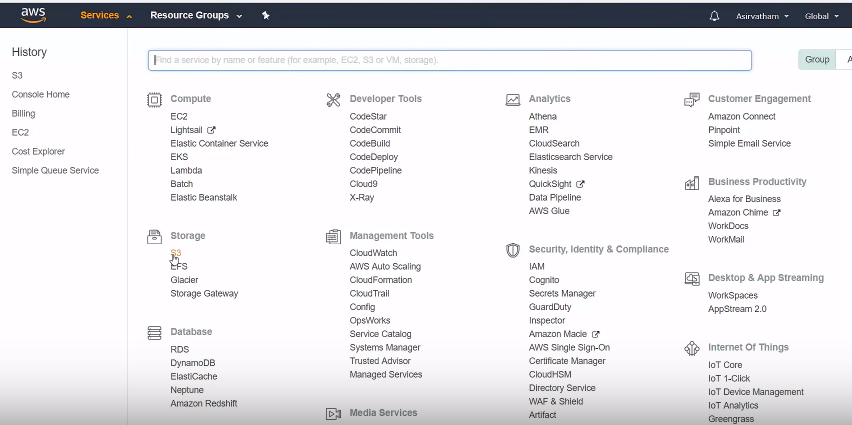 aws
Services
Resource Groups
Asirvatham
Global
History
S3
Console Home
Billing
EC2
Cost Explorer
Simple Queue Service
Find a service by name or feature (for example, EC2, S3 or VM, storage).
Group
A
Compute
EC2
Lightsail
Elastic Container Service
EKS
Lambda
Batch
Elastic Beanstalk
Storage
S3
EFS
Glacier
Storage Gateway
Database
RDS
DynamoDB
ElastiCache
Neptune
Amazon Redshift
Developer Tools
CodeStar
CodeCommit
CodeBuild
CodeDeploy
CodePipeline
Cloud9
X-Ray
Management Tools
CloudWatch
AWS Auto Scaling
CloudFormation
CloudTrail
Config
OpsWorks
Service Catalog
Systems Manager
Trusted Advisor
Managed Services
Media Services
Analytics
Athena
EMR
CloudSearch
Elasticsearch Service
Kinesis
QuickSight
Data Pipeline
AWS Glue
Security, Identity & Compliance
IAM
Cognito
Secrets Manager
GuardDuty
Inspector
Amazon Macie
AWS Single Sign-On
Certificate Manager
CloudHSM
Directory Service
WAF & Shield
Artifact
Customer Engagement
Amazon Connect
Pinpoint
Simple Email Service
Business Productivity
Alexa for Business
Amazon Chime
WorkDocs
WorkMail
Desktop & App Streaming
WorkSpaces
AppStream 2.0
Internet Of Things
IoT Core
IoT 1-Click
IoT Device Management
IoT Analytics
Greengrass